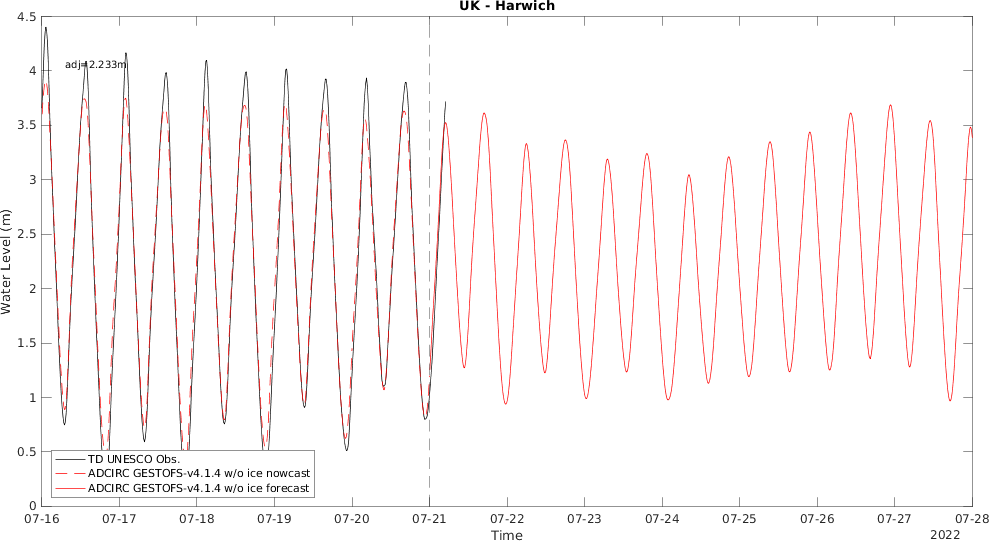 UK - Harwich
adj=2.233m
Water Level (m)
4.5
4
3.5
3
2.5
2
1.5
1
0.5
0
TD UNESCO Obs.
ADCIRC GESTOFS-v4.1.4 w/o ice nowcast
ADCIRC GESTOFS-v4.1.4 w/o ice forecast
07-16 07-17 07-18 07-19 07-20 07-21 07-22 07-23 07-24 07-25 07-26 07-27 07-28
Time
2022